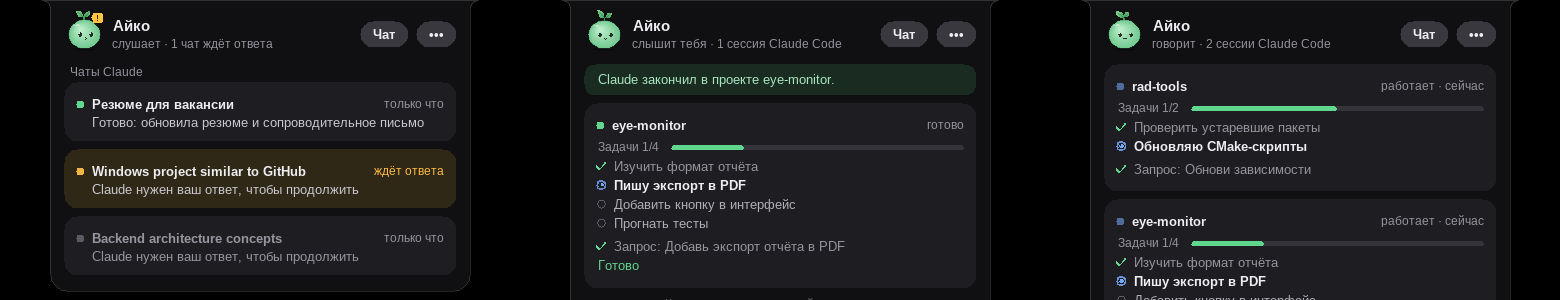 Айко
слушает · 1 чат ждёт ответа
Чат
•••
Чаты Claude
Резюме для вакансии
только что
Готово: обновила резюме и сопроводительное письмо
Windows project similar to GitHub
ждёт ответа
Claude нужен ваш ответ, чтобы продолжить
Backend architecture concepts
только что
Claude нужен ваш ответ, чтобы продолжить
Айко
слышит тебя · 1 сессия Claude Code
Чат
•••
Claude закончил в проекте eye-monitor.
eye-monitor
готово
Задачи 1/4
Изучить формат отчёта
Пишу экспорт в PDF
Добавить кнопку в интерфейс
Прогнать тесты
Запрос: Добавь экспорт отчёта в PDF
Готово
Айко
говорит · 2 сессии Claude Code
Чат
•••
rad-tools
работает · сейчас
Задачи 1/2
Проверить устаревшие пакеты
Обновляю CMake-скрипты
Запрос: Обнови зависимости
eye-monitor
работает · сейчас
Задачи 1/4
Изучить формат отчёта
Пишу экспорт в PDF
Добавить кнопку в интерфейс